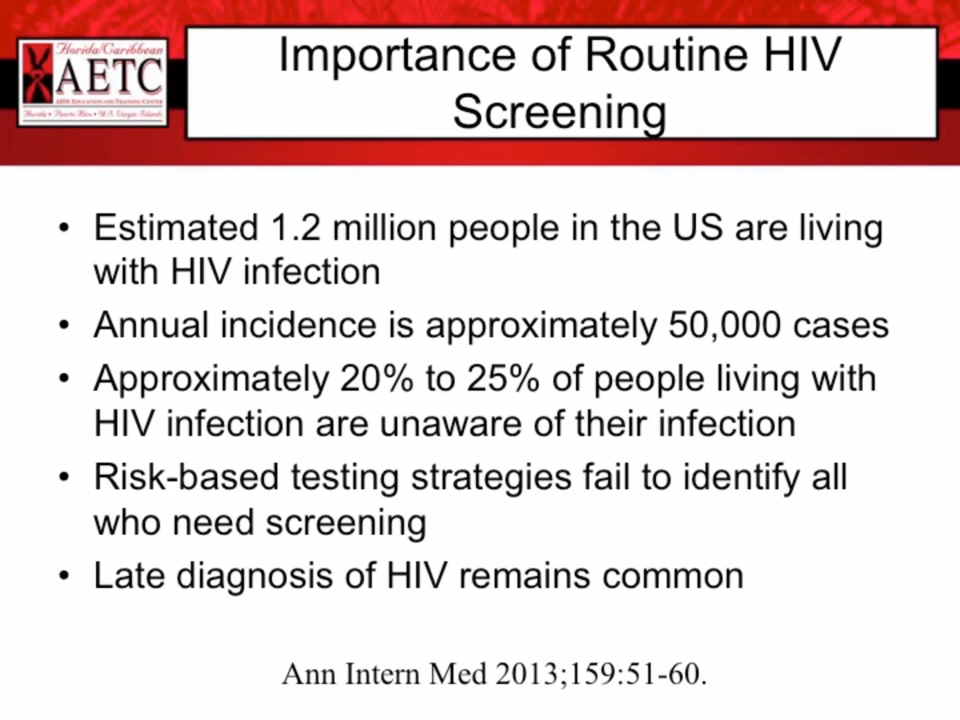 Florida/Caribbean
AETC
AIDS EDUCATION AND TRAINING CENTER
Florida • Puerto Rico • U.S. Virgin Islands
Importance of Routine HIV
Screening
• Estimated 1.2 million people in the US are living
with HIV infection
• Annual incidence is approximately 50,000 cases
• Approximately 20% to 25% of people living with
HIV infection are unaware of their infection
• Risk-based testing strategies fail to identify all
who need screening
• Late diagnosis of HIV remains common
Ann Intern Med 2013;159:51-60.